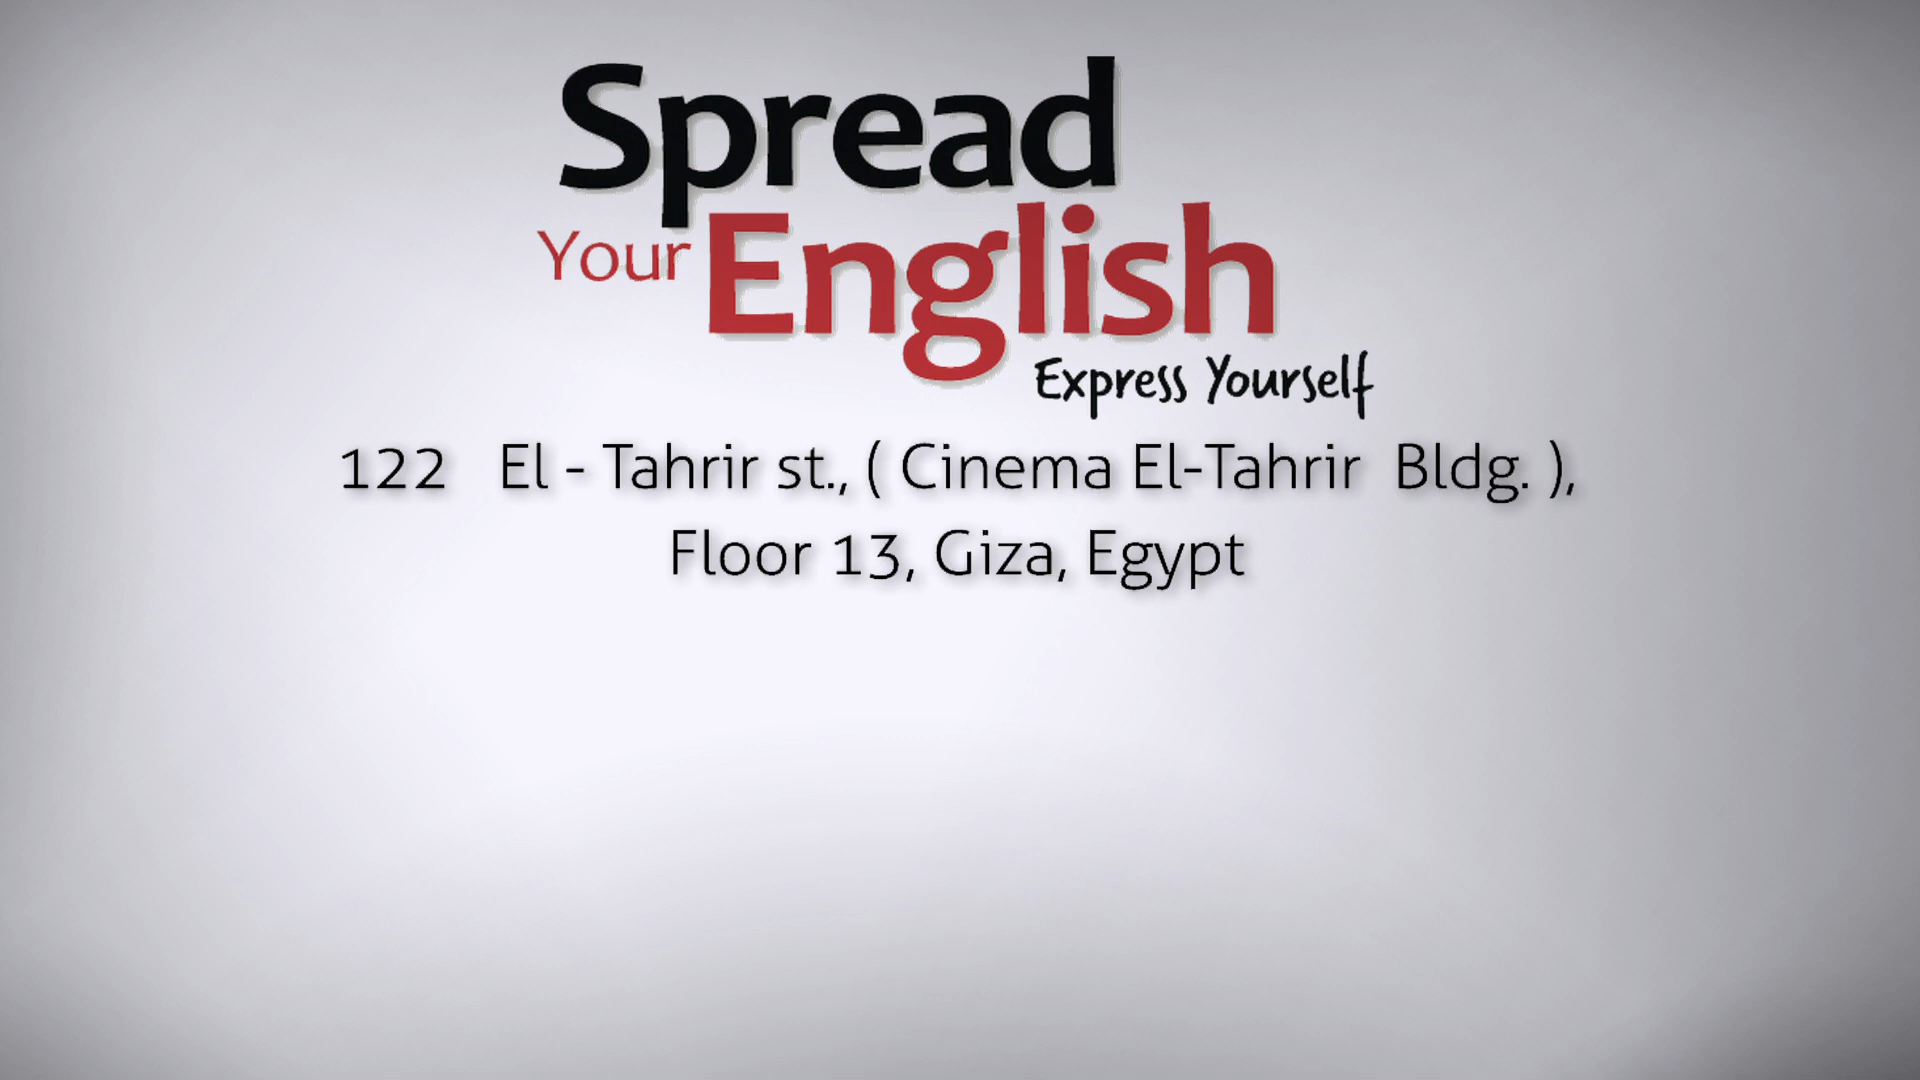 Spread
Your English
Express Yourself
122 El - Tahrir st., ( Cinema El-Tahrir Bldg. ),
Floor 13, Giza, Egypt